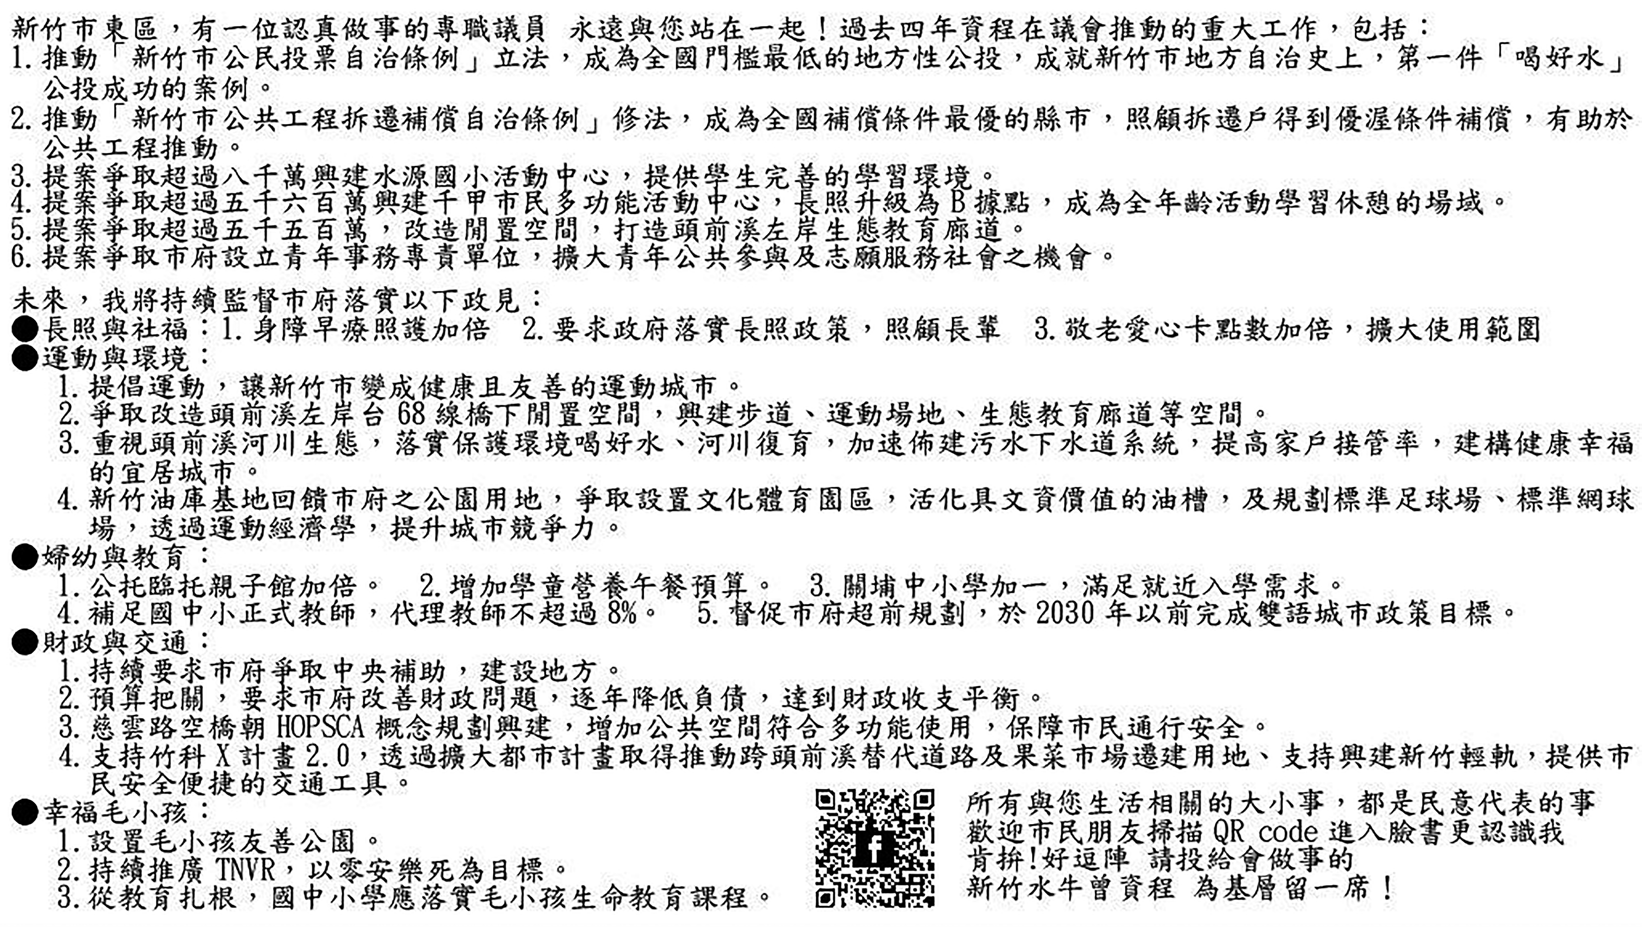 新竹市東區，有一位認真做事的專職議員 永遠與您站在一起！過去四年資程在議會推動的重大工作，包括：
1. 推動「新竹市公民投票自治條例」立法，成為全國門檻最低的地方性公投，成就新竹市地方自治史上，第一件「喝好水」
公投成功的案例。
2. 推動「新竹市公共工程拆遷補償自治條例」修法，成為全國補償條件最優的縣市，照顧拆遷戶得到優渥條件補償，有助於
公共工程推動。
3. 提案爭取超過八千萬興建水源國小活動中心，提供學生完善的學習環境。
4. 提案爭取超過五千六百萬興建千甲市民多功能活動中心，長照升級為 B 據點，成為全年齡活動學習休憩的場域。
5. 提案爭取超過五千五百萬，改造閒置空間，打造頭前溪左岸生態教育廊道。
6. 提案爭取市府設立青年事務專責單位，擴大青年公共參與及志願服務社會之機會。
未來，我將持續監督市府落實以下政見：
●長照與社福：1. 身障早療照護加倍 2. 要求政府落實長照政策，照顧長輩 3. 敬老愛心卡點數加倍，擴大使用範圍
●運動與環境：
1. 提倡運動，讓新竹市變成健康且友善的運動城市。
2. 爭取改造頭前溪左岸台 68 線橋下閒置空間，興建步道、運動場地、生態教育廊道等空間。
3. 重視頭前溪河川生態，落實保護環境喝好水、河川復育，加速佈建污水下水道系統，提高家戶接管率，建構健康幸福
的宜居城市。
4. 新竹油庫基地回饋市府之公園用地，爭取設置文化體育園區，活化具文資價值的油槽，及規劃標準足球場、標準網球
場，透過運動經濟學，提升城市競爭力。
●婦幼與教育：
1. 公托臨托親子館加倍。 2. 增加學童營養午餐預算。 3. 關埔中小學加一，滿足就近入學需求。
4. 補足國中小正式教師，代理教師不超過 8%。 5. 督促市府超前規劃，於 2030 年以前完成雙語城市政策目標。
●財政與交通：
1. 持續要求市府爭取中央補助，建設地方。
2. 預算把關，要求市府改善財政問題，逐年降低負債，達到財政收支平衡。
3. 慈雲路空橋朝 HOPSCA 概念規劃興建，增加公共空間符合多功能使用，保障市民通行安全。
4. 支持竹科 X 計畫 2.0，透過擴大都市計畫取得推動跨頭前溪替代道路及果菜市場遷建用地、支持興建新竹輕軌，提供市
民安全便捷的交通工具。
●幸福毛小孩：
1. 設置毛小孩友善公園。
2. 持續推廣 TNVR，以零安樂死為目標。
3. 從教育扎根，國中小學應落實毛小孩生命教育課程。
所有與您生活相關的大小事，都是民意代表的事
歡迎市民朋友掃描 QR code 進入臉書更認識我
肯拚！好逗陣 請投給會做事的
新竹水牛曾資程 為基層留一席！